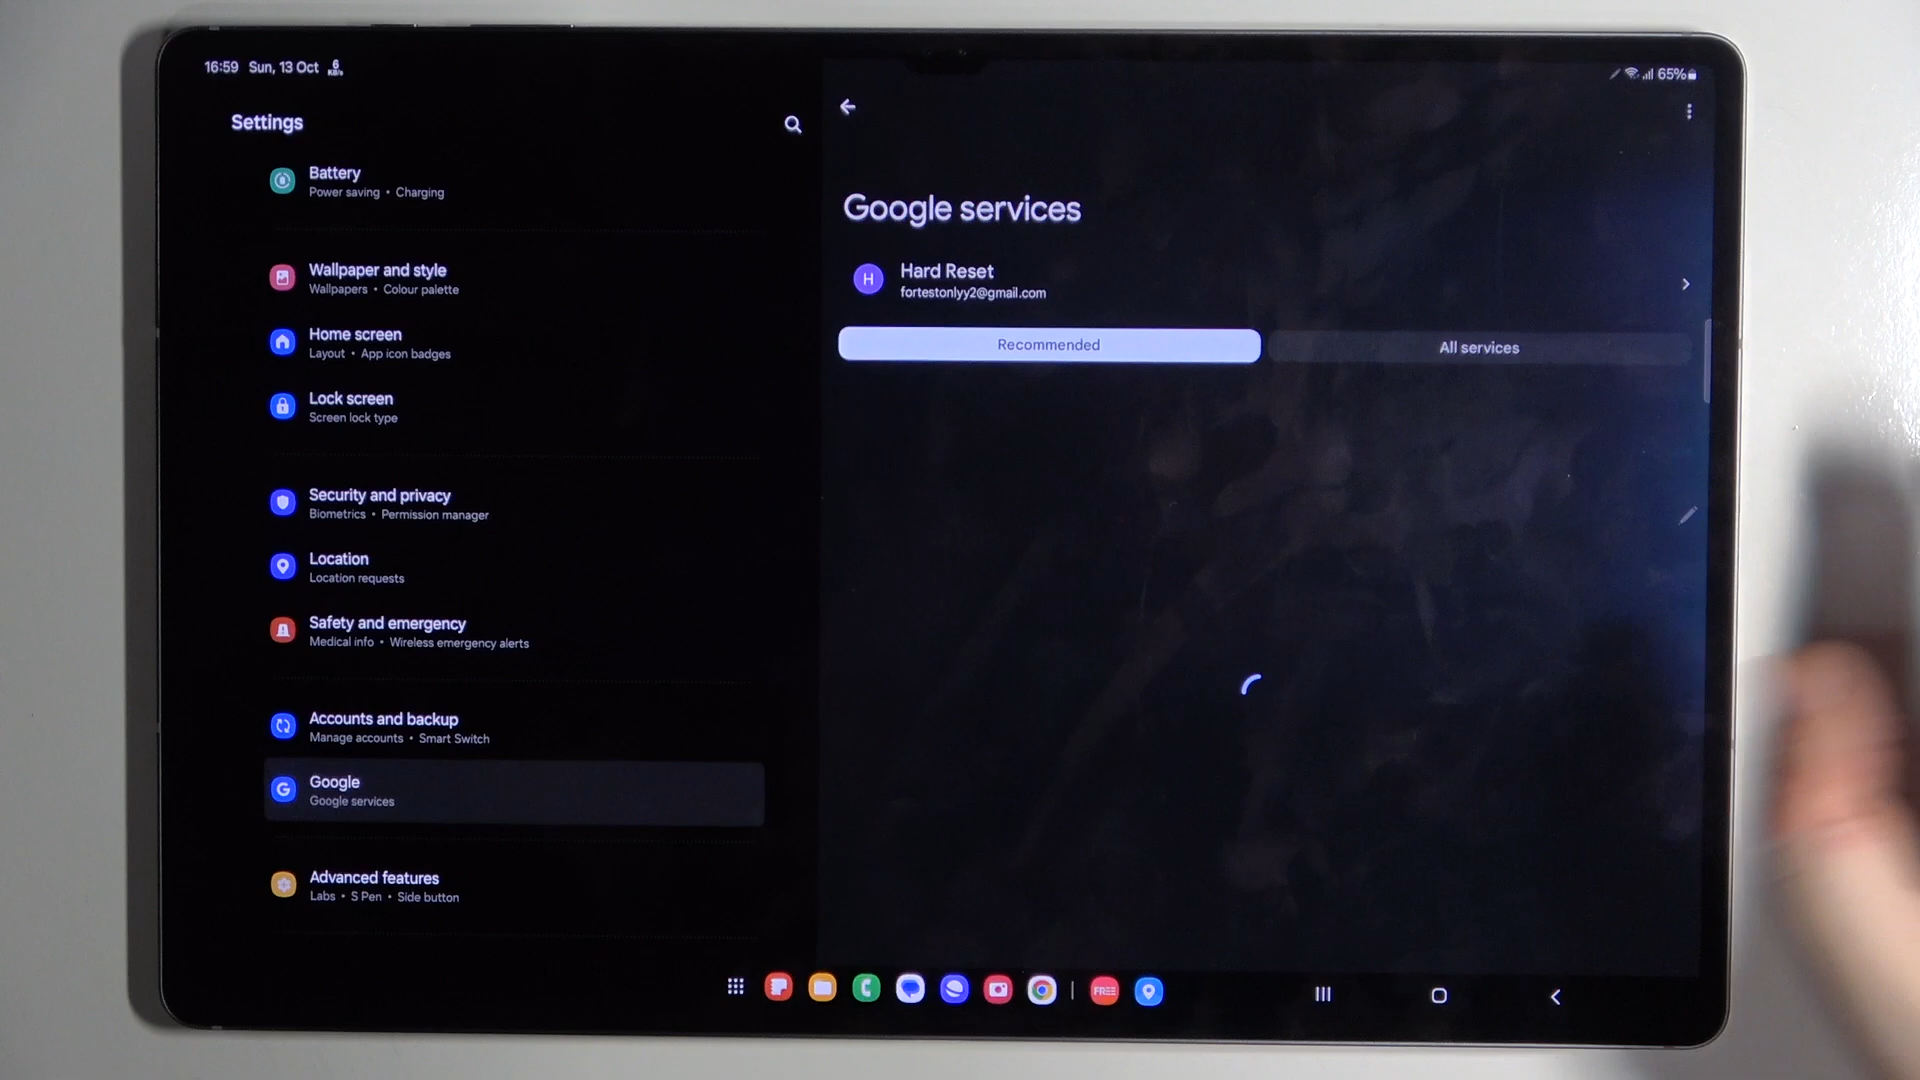 16:59 Sun, 13 Oct 6 KB/s
65%
Settings
Battery
Power saving • Charging
Wallpaper and style
Wallpapers • Colour palette
Home screen
Layout • App icon badges
Lock screen
Screen lock type
Security and privacy
Biometrics • Permission manager
Location
Location requests
Safety and emergency
Medical info • Wireless emergency alerts
Accounts and backup
Manage accounts • Smart Switch
G
Google
Google services
Advanced features
Labs • S Pen • Side button
Google services
H
Hard Reset
fortestonlyy2@gmail.com
Recommended
All services
FREE